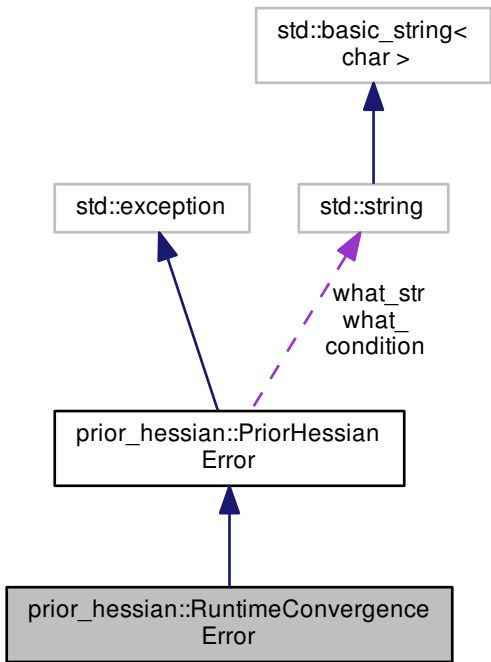 std::basic_string<
char >
std::exception
std::string
what_str
what_
condition
prior_hessian::PriorHessian
Error
prior_hessian::RuntimeConvergence
Error